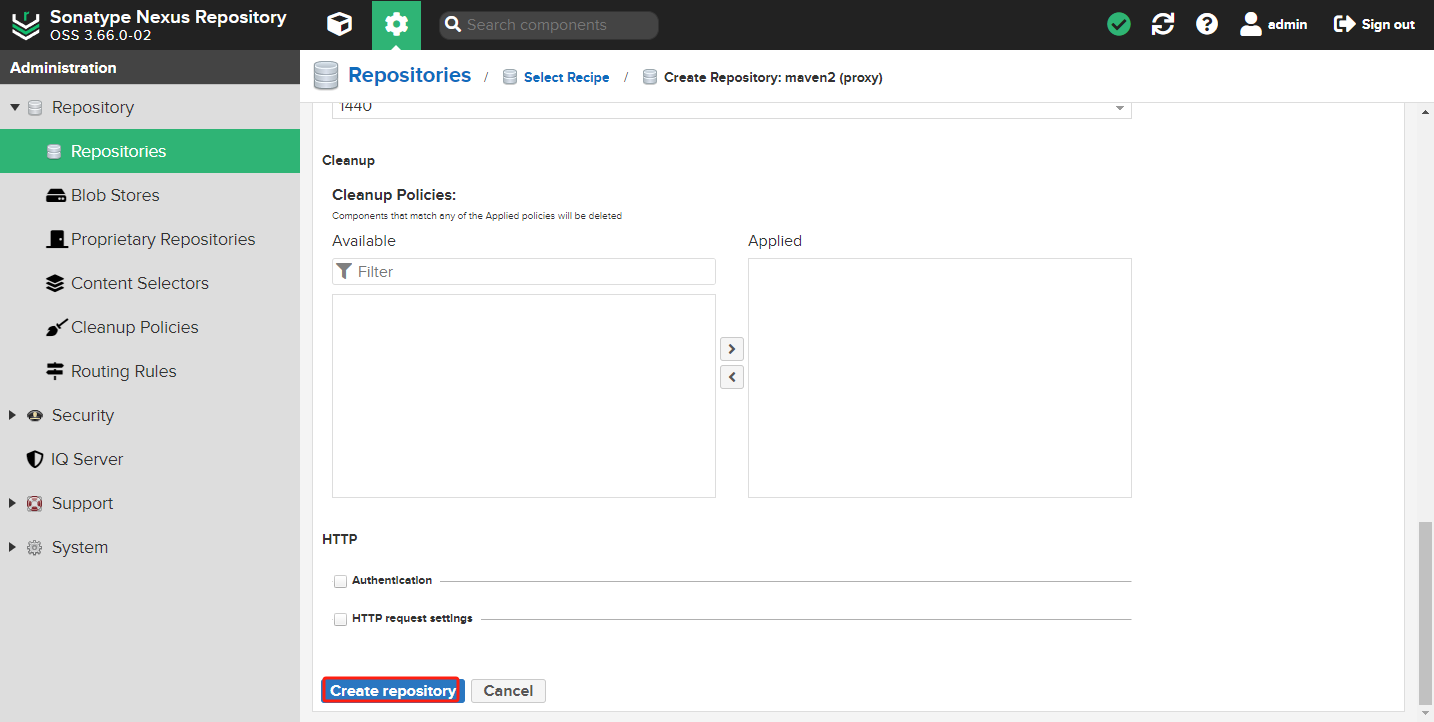 Sonatype Nexus Repository
OSS 3.66.0-02
Search components
admin
Sign out
Administration
Repositories / Select Recipe / Create Repository: maven2 (proxy)
Repository
Repositories
Blob Stores
Proprietary Repositories
Content Selectors
Cleanup Policies
Routing Rules
Security
IQ Server
Support
System
1440
Cleanup
Cleanup Policies:
Components that match any of the Applied policies will be deleted
Available
Applied
Filter
HTTP
Authentication
HTTP request settings
Create repository
Cancel